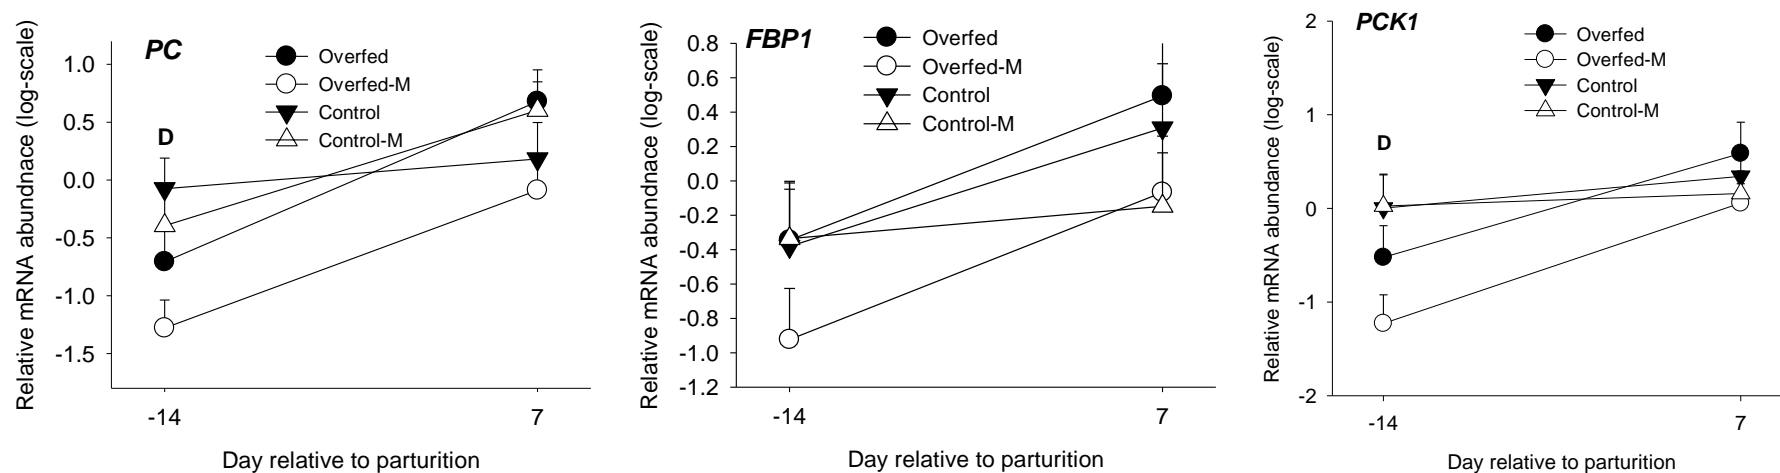 PC
Overfed
Overfed-M
Control
Control-M
D
Relative mRNA abundnace (log-scale)
1.0
0.5
0.0
-0.5
-1.0
-1.5
-14
7
Day relative to parturition
FBP1
Overfed
Overfed-M
Control
Control-M
Relative mRNA abundnace (log-scale)
0.8
0.6
0.4
0.2
0.0
-0.2
-0.4
-0.6
-0.8
-1.0
-1.2
-14
7
Day relative to parturition
PCK1
Overfed
Overfed-M
Control
Control-M
D
Relative mRNA abundance (log-scale)
2
1
0
-1
-2
-14
7
Day relative to parturition